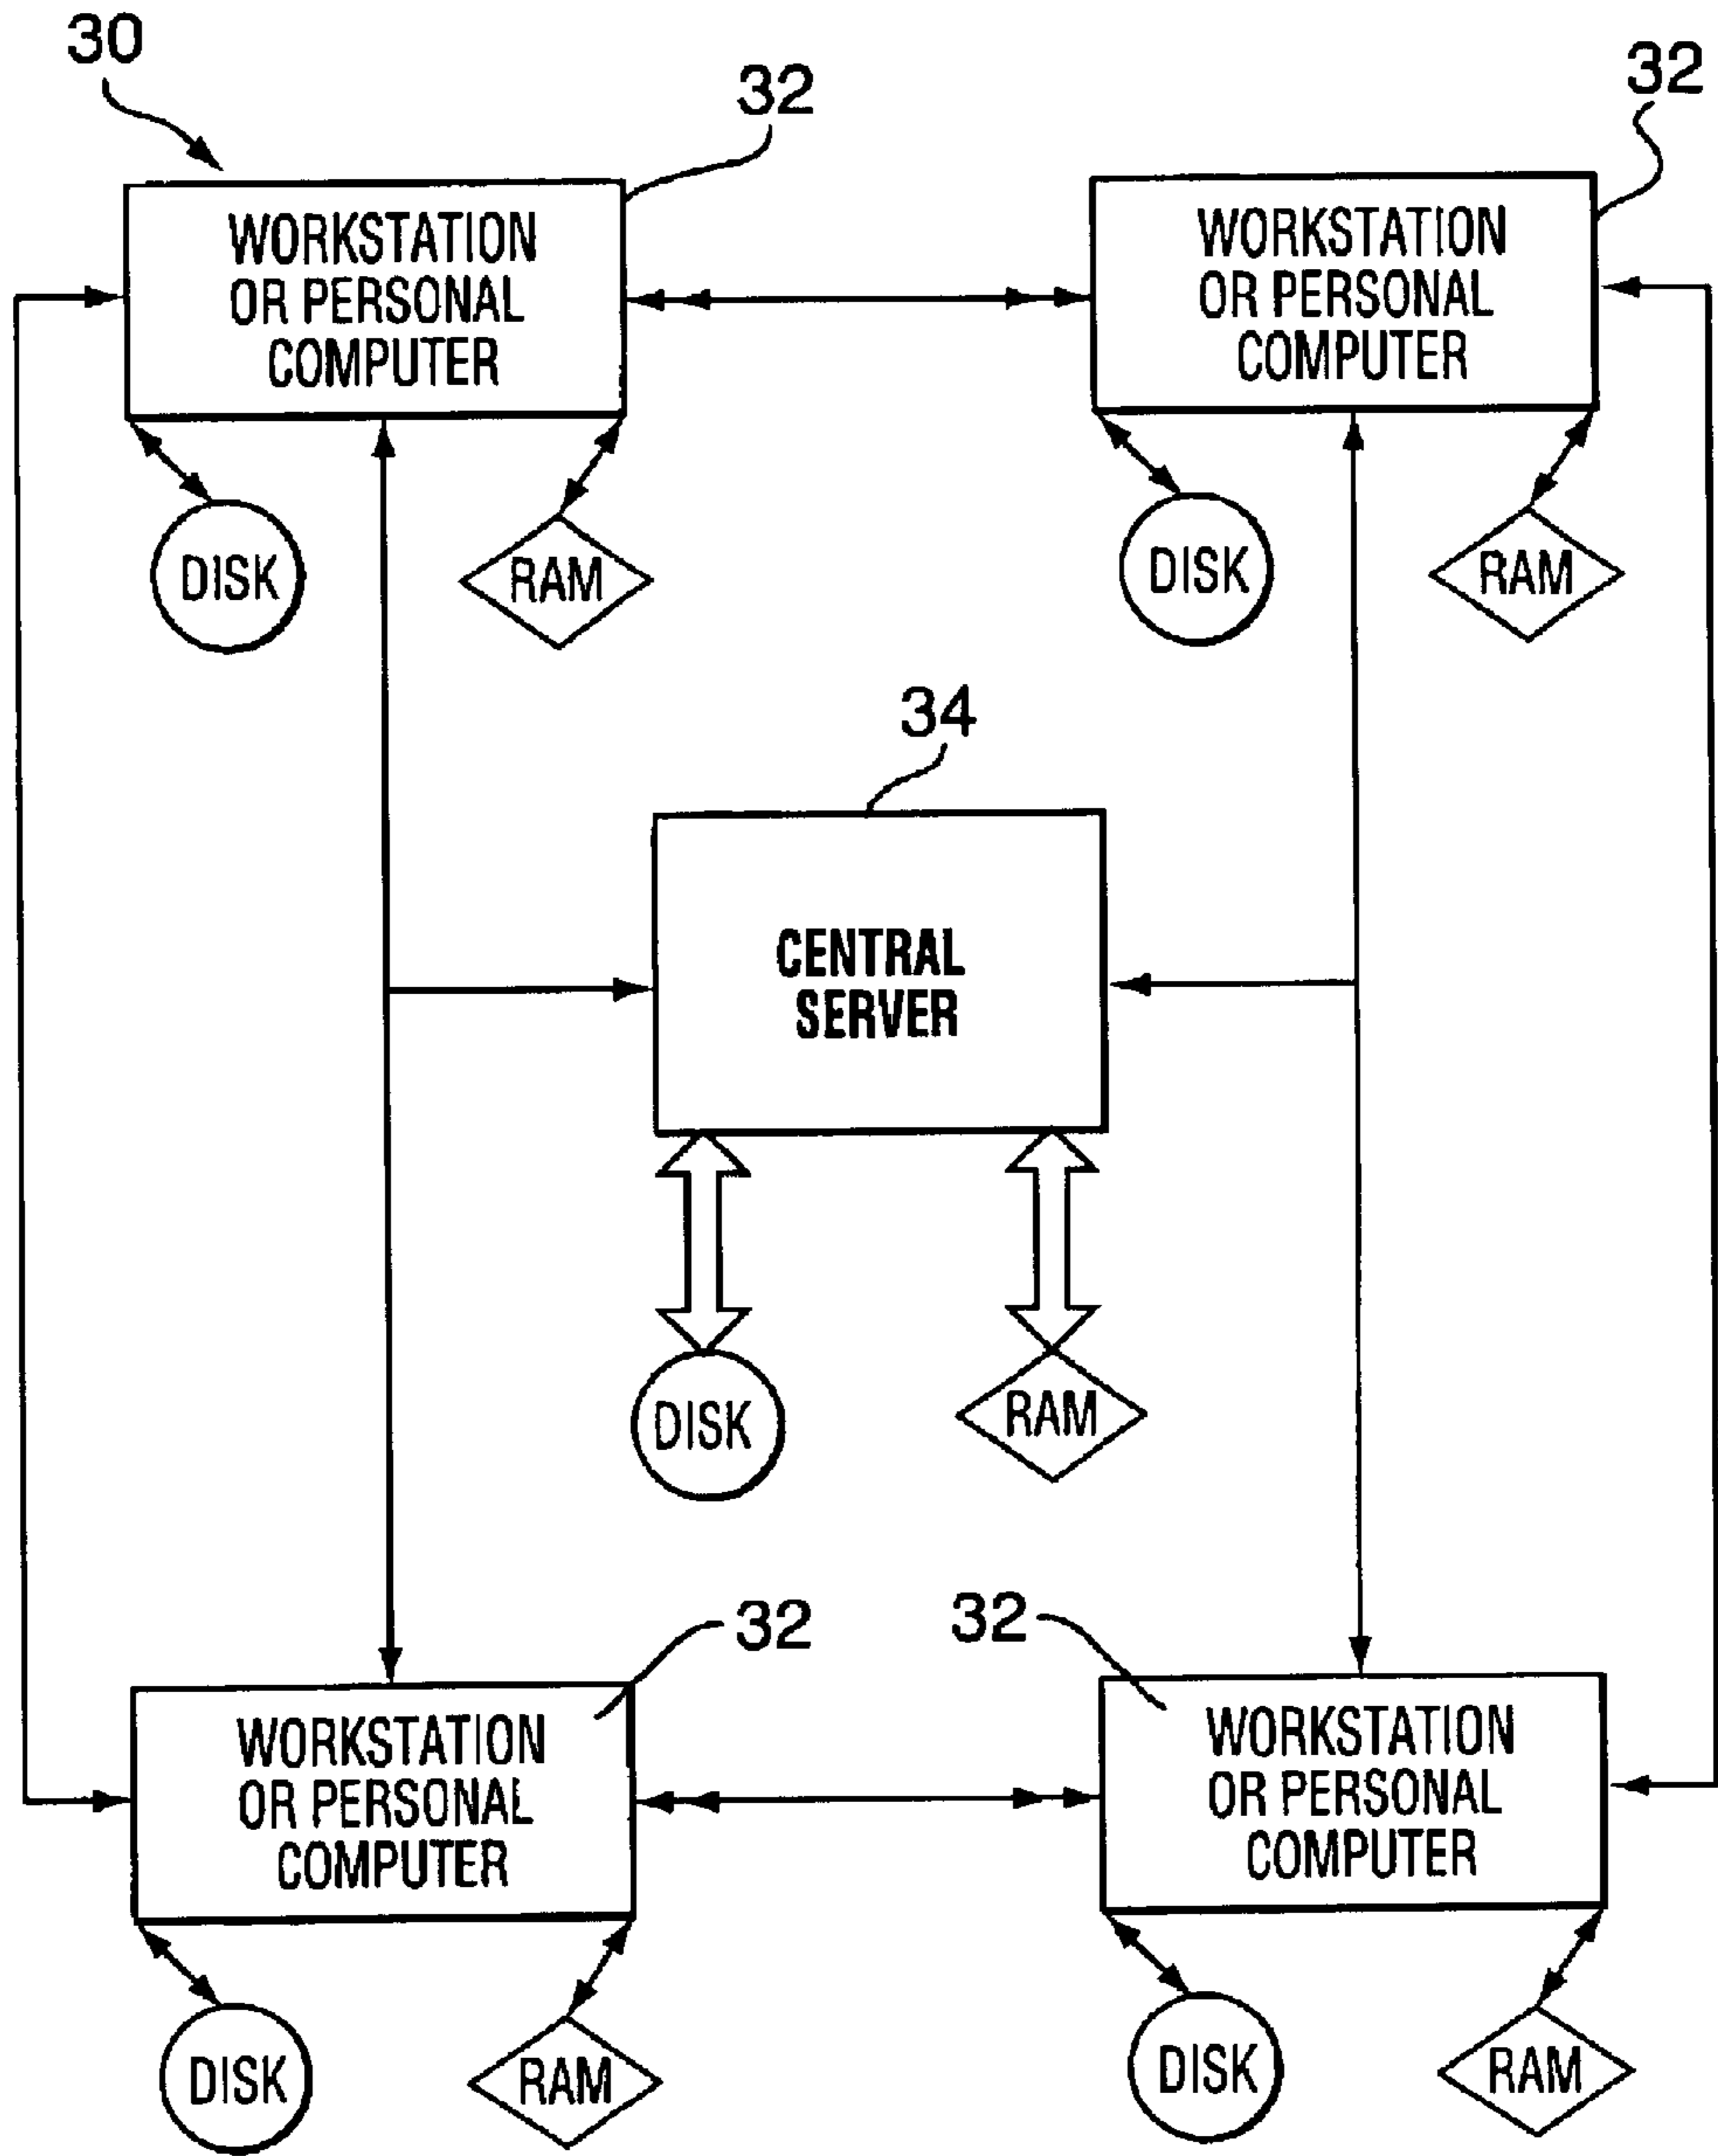 30
32
32
WORKSTATION
OR PERSONAL
COMPUTER
WORKSTATION
OR PERSONAL
COMPUTER
DISK
RAM
DISK
RAM
34
CENTRAL
SERVER
DISK
RAM
32
32
WORKSTATION
OR PERSONAL
COMPUTER
WORKSTATION
OR PERSONAL
COMPUTER
DISK
RAM
DISK
RAM